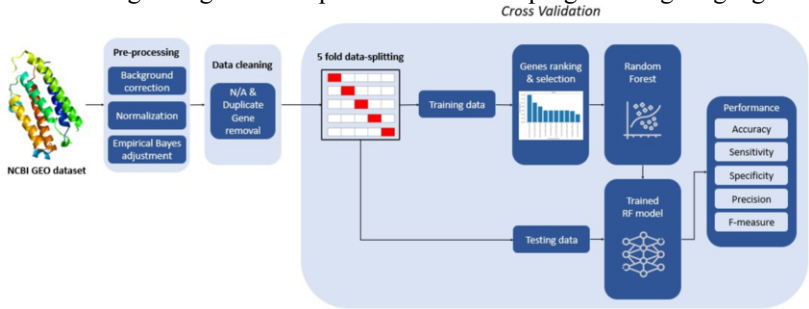 Cross Validation
Pre-processing
Background
correction
Normalization
Empirical Bayes
adjustment
NCBI GEO dataset
Data cleaning
N/A &
Duplicate
Gene
removal
5 fold data-splitting
Training data
Genes ranking
& selection
Random
Forest
Testing data
Trained
RF model
Performance
Accuracy
Sensitivity
Specificity
Precision
F-measure